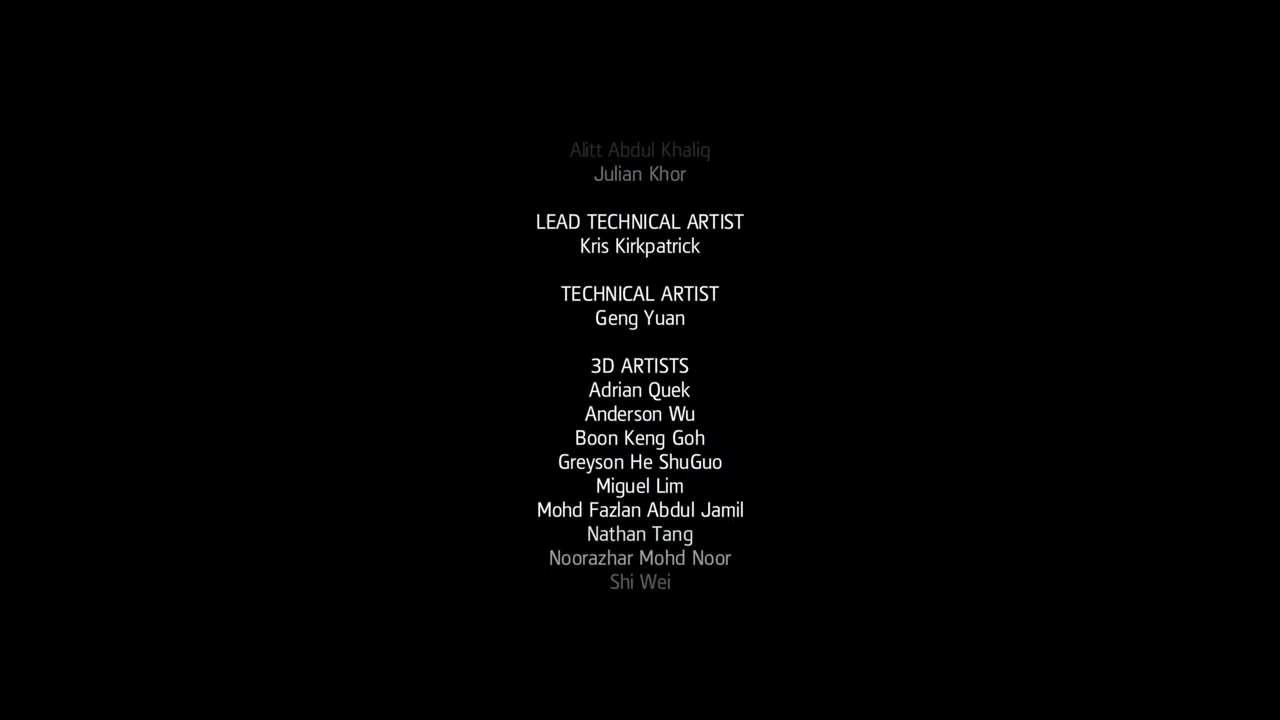 Alitt Abdul Khaliq
Julian Khor
LEAD TECHNICAL ARTIST
Kris Kirkpatrick
TECHNICAL ARTIST
Geng Yuan
3D ARTISTS
Adrian Quek
Anderson Wu
Boon Keng Goh
Greyson He ShuGuo
Miguel Lim
Mohd Fazlan Abdul Jamil
Nathan Tang
Noorazhar Mohd Noor
Shi Wei